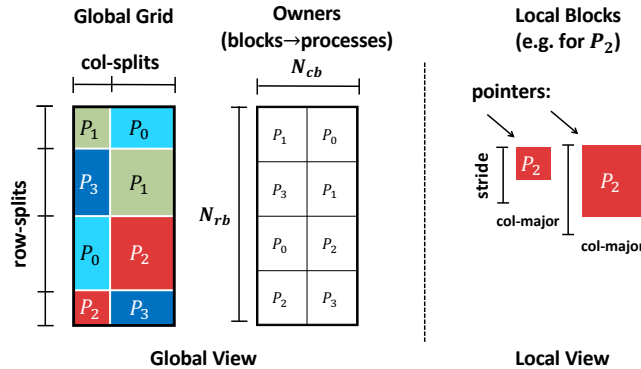 Global Grid
col-splits
row-splits
P₁ P₀
P₃ P₁
P₀ P₂
P₂ P₃
Owners
(blocks→processes)
N_cb
N_rb
P₁ P₀
P₃ P₁
P₀ P₂
P₂ P₃
Global View
Local Blocks
(e.g. for P₂)
pointers:
stride
P₂
col-major
P₂
col-major
Local View